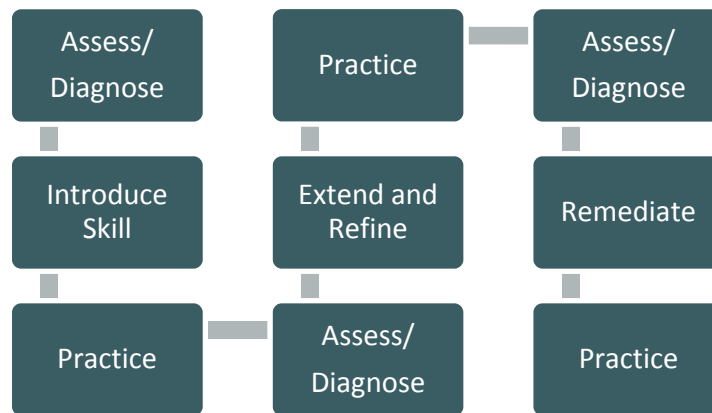 Assess/
Diagnose
Introduce
Skill
Practice
Assess/
Diagnose
Extend and
Refine
Practice
Assess/
Diagnose
Remediate
Practice